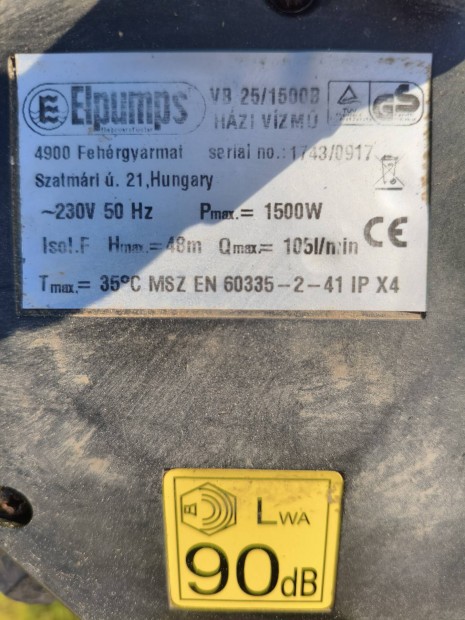 Elpumps
VB 25/1500B
HÁZI VÍZMŰ
GS
4900 Fehérgyarmat serial no.: 1743/0917
Szatmári ú. 21,Hungary
~230V 50 Hz Pmax.= 1500W
Isol.F Hmax.= 48m Qmax= 105l/min CE
Tmax.= 35°C MSZ EN 60335-2-41 IP X4
LWA
90dB